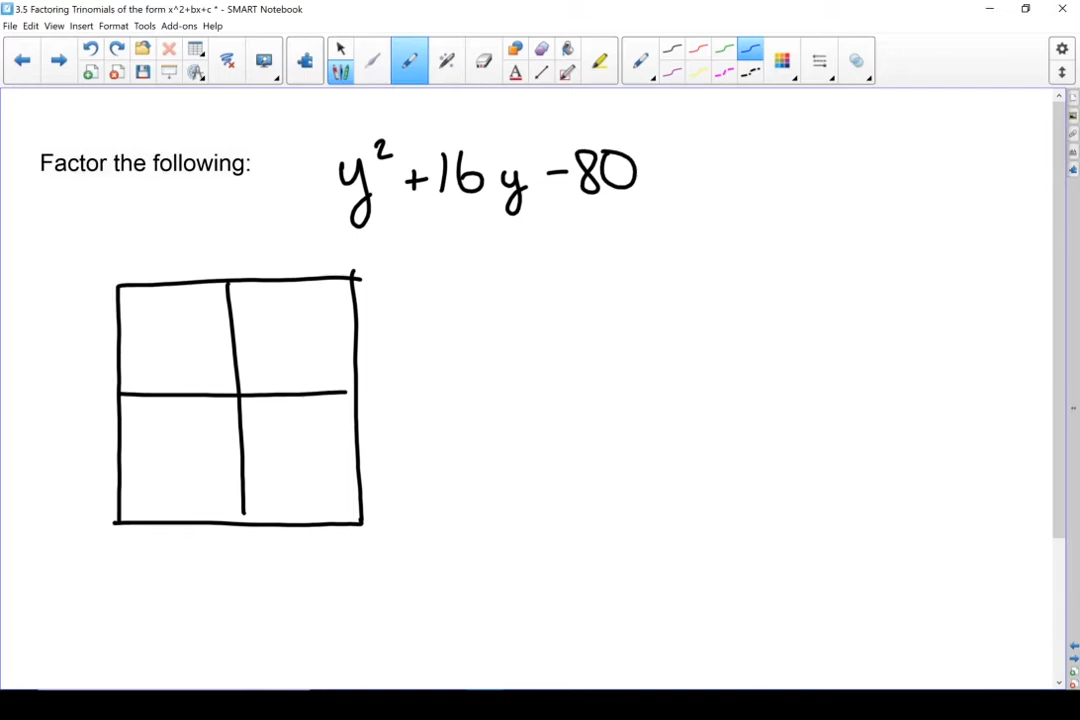 3.5 Factoring Trinomials of the form x^2+bx+c * - SMART Notebook
File Edit View Insert Format Tools Add-ons Help
Factor the following: y² +16y -80